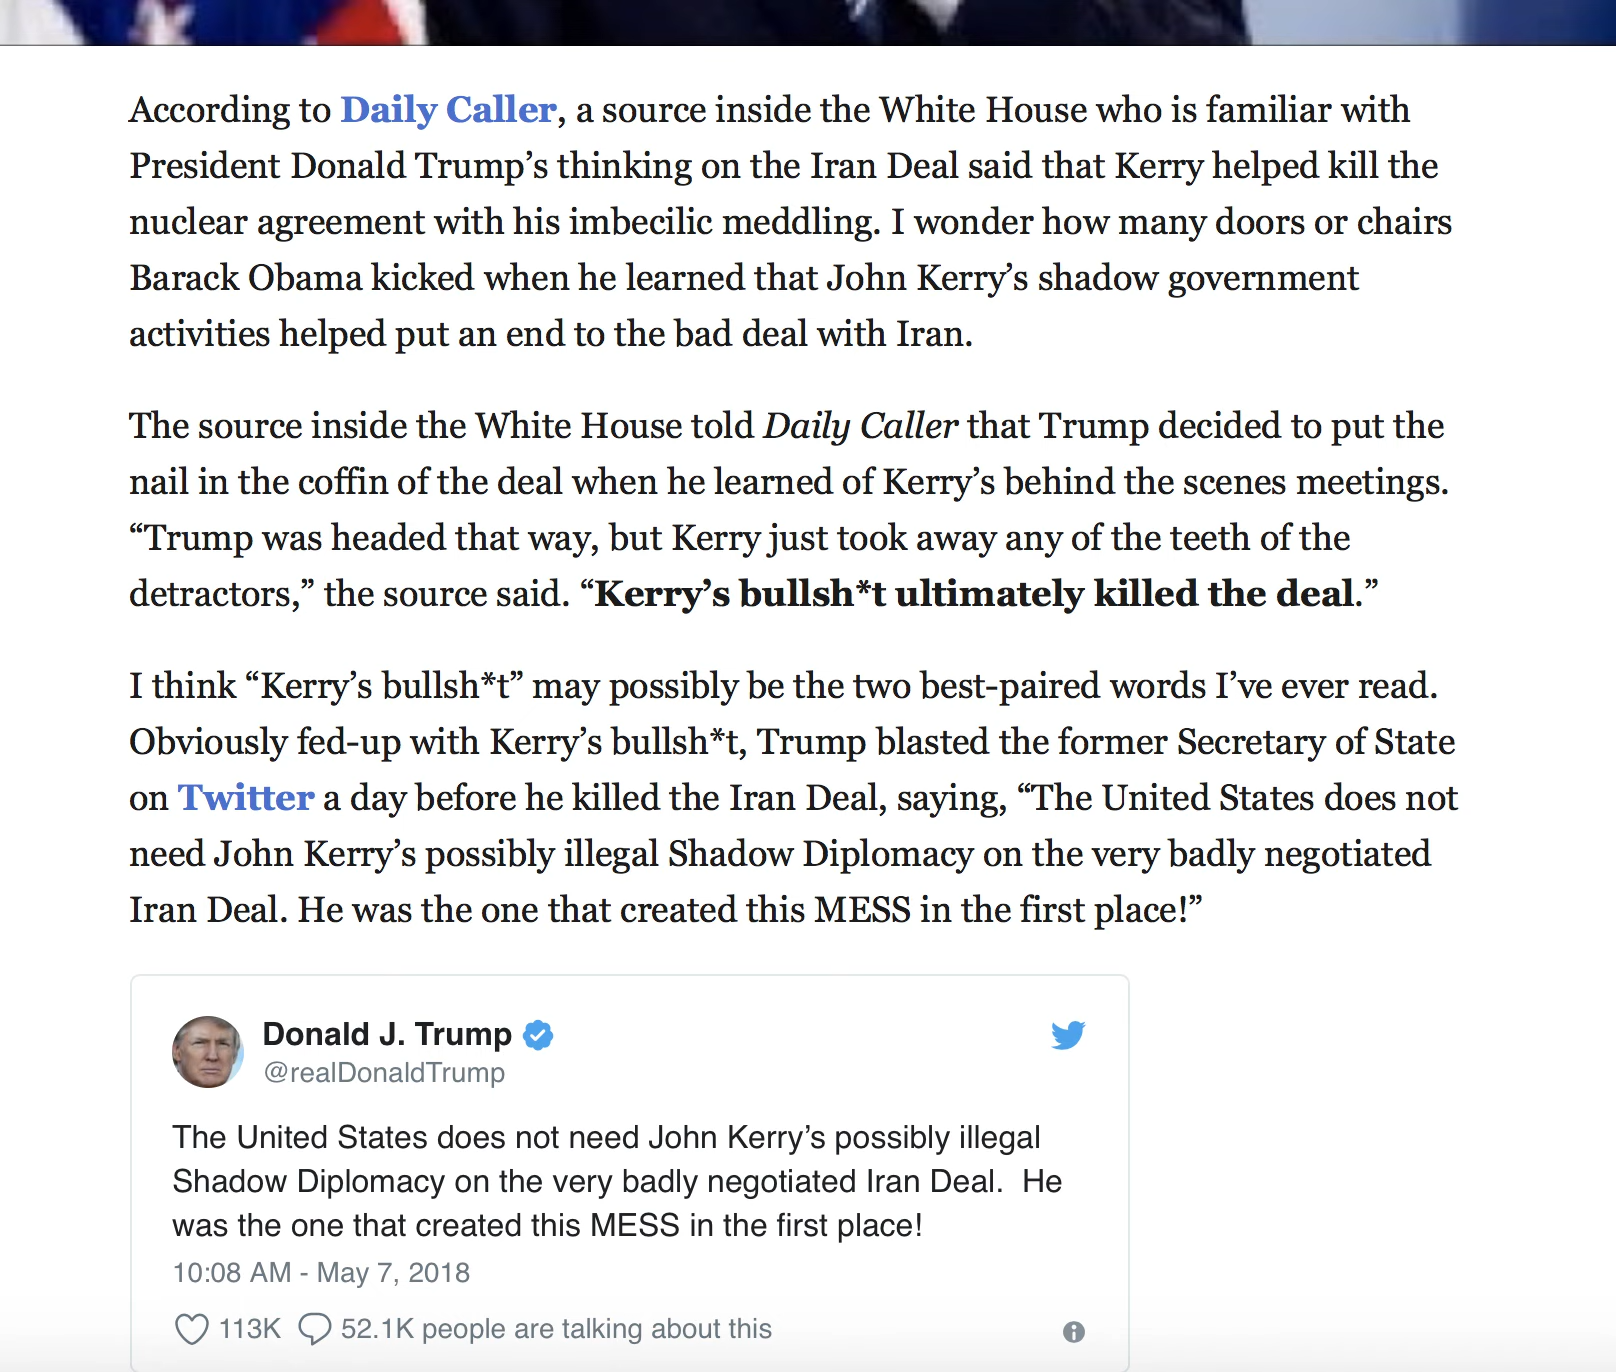 According to Daily Caller, a source inside the White House who is familiar with
President Donald Trump’s thinking on the Iran Deal said that Kerry helped kill the
nuclear agreement with his imbecilic meddling. I wonder how many doors or chairs
Barack Obama kicked when he learned that John Kerry’s shadow government
activities helped put an end to the bad deal with Iran.
The source inside the White House told Daily Caller that Trump decided to put the
nail in the coffin of the deal when he learned of Kerry’s behind the scenes meetings.
“Trump was headed that way, but Kerry just took away any of the teeth of the
detractors,” the source said. “Kerry’s bullsh*t ultimately killed the deal.”
I think “Kerry’s bullsh*t” may possibly be the two best-paired words I’ve ever read.
Obviously fed-up with Kerry’s bullsh*t, Trump blasted the former Secretary of State
on Twitter a day before he killed the Iran Deal, saying, “The United States does not
need John Kerry’s possibly illegal Shadow Diplomacy on the very badly negotiated
Iran Deal. He was the one that created this MESS in the first place!”
Donald J. Trump
@realDonaldTrump
The United States does not need John Kerry’s possibly illegal
Shadow Diplomacy on the very badly negotiated Iran Deal.  He
was the one that created this MESS in the first place!
10:08 AM - May 7, 2018
113K 52.1K people are talking about this